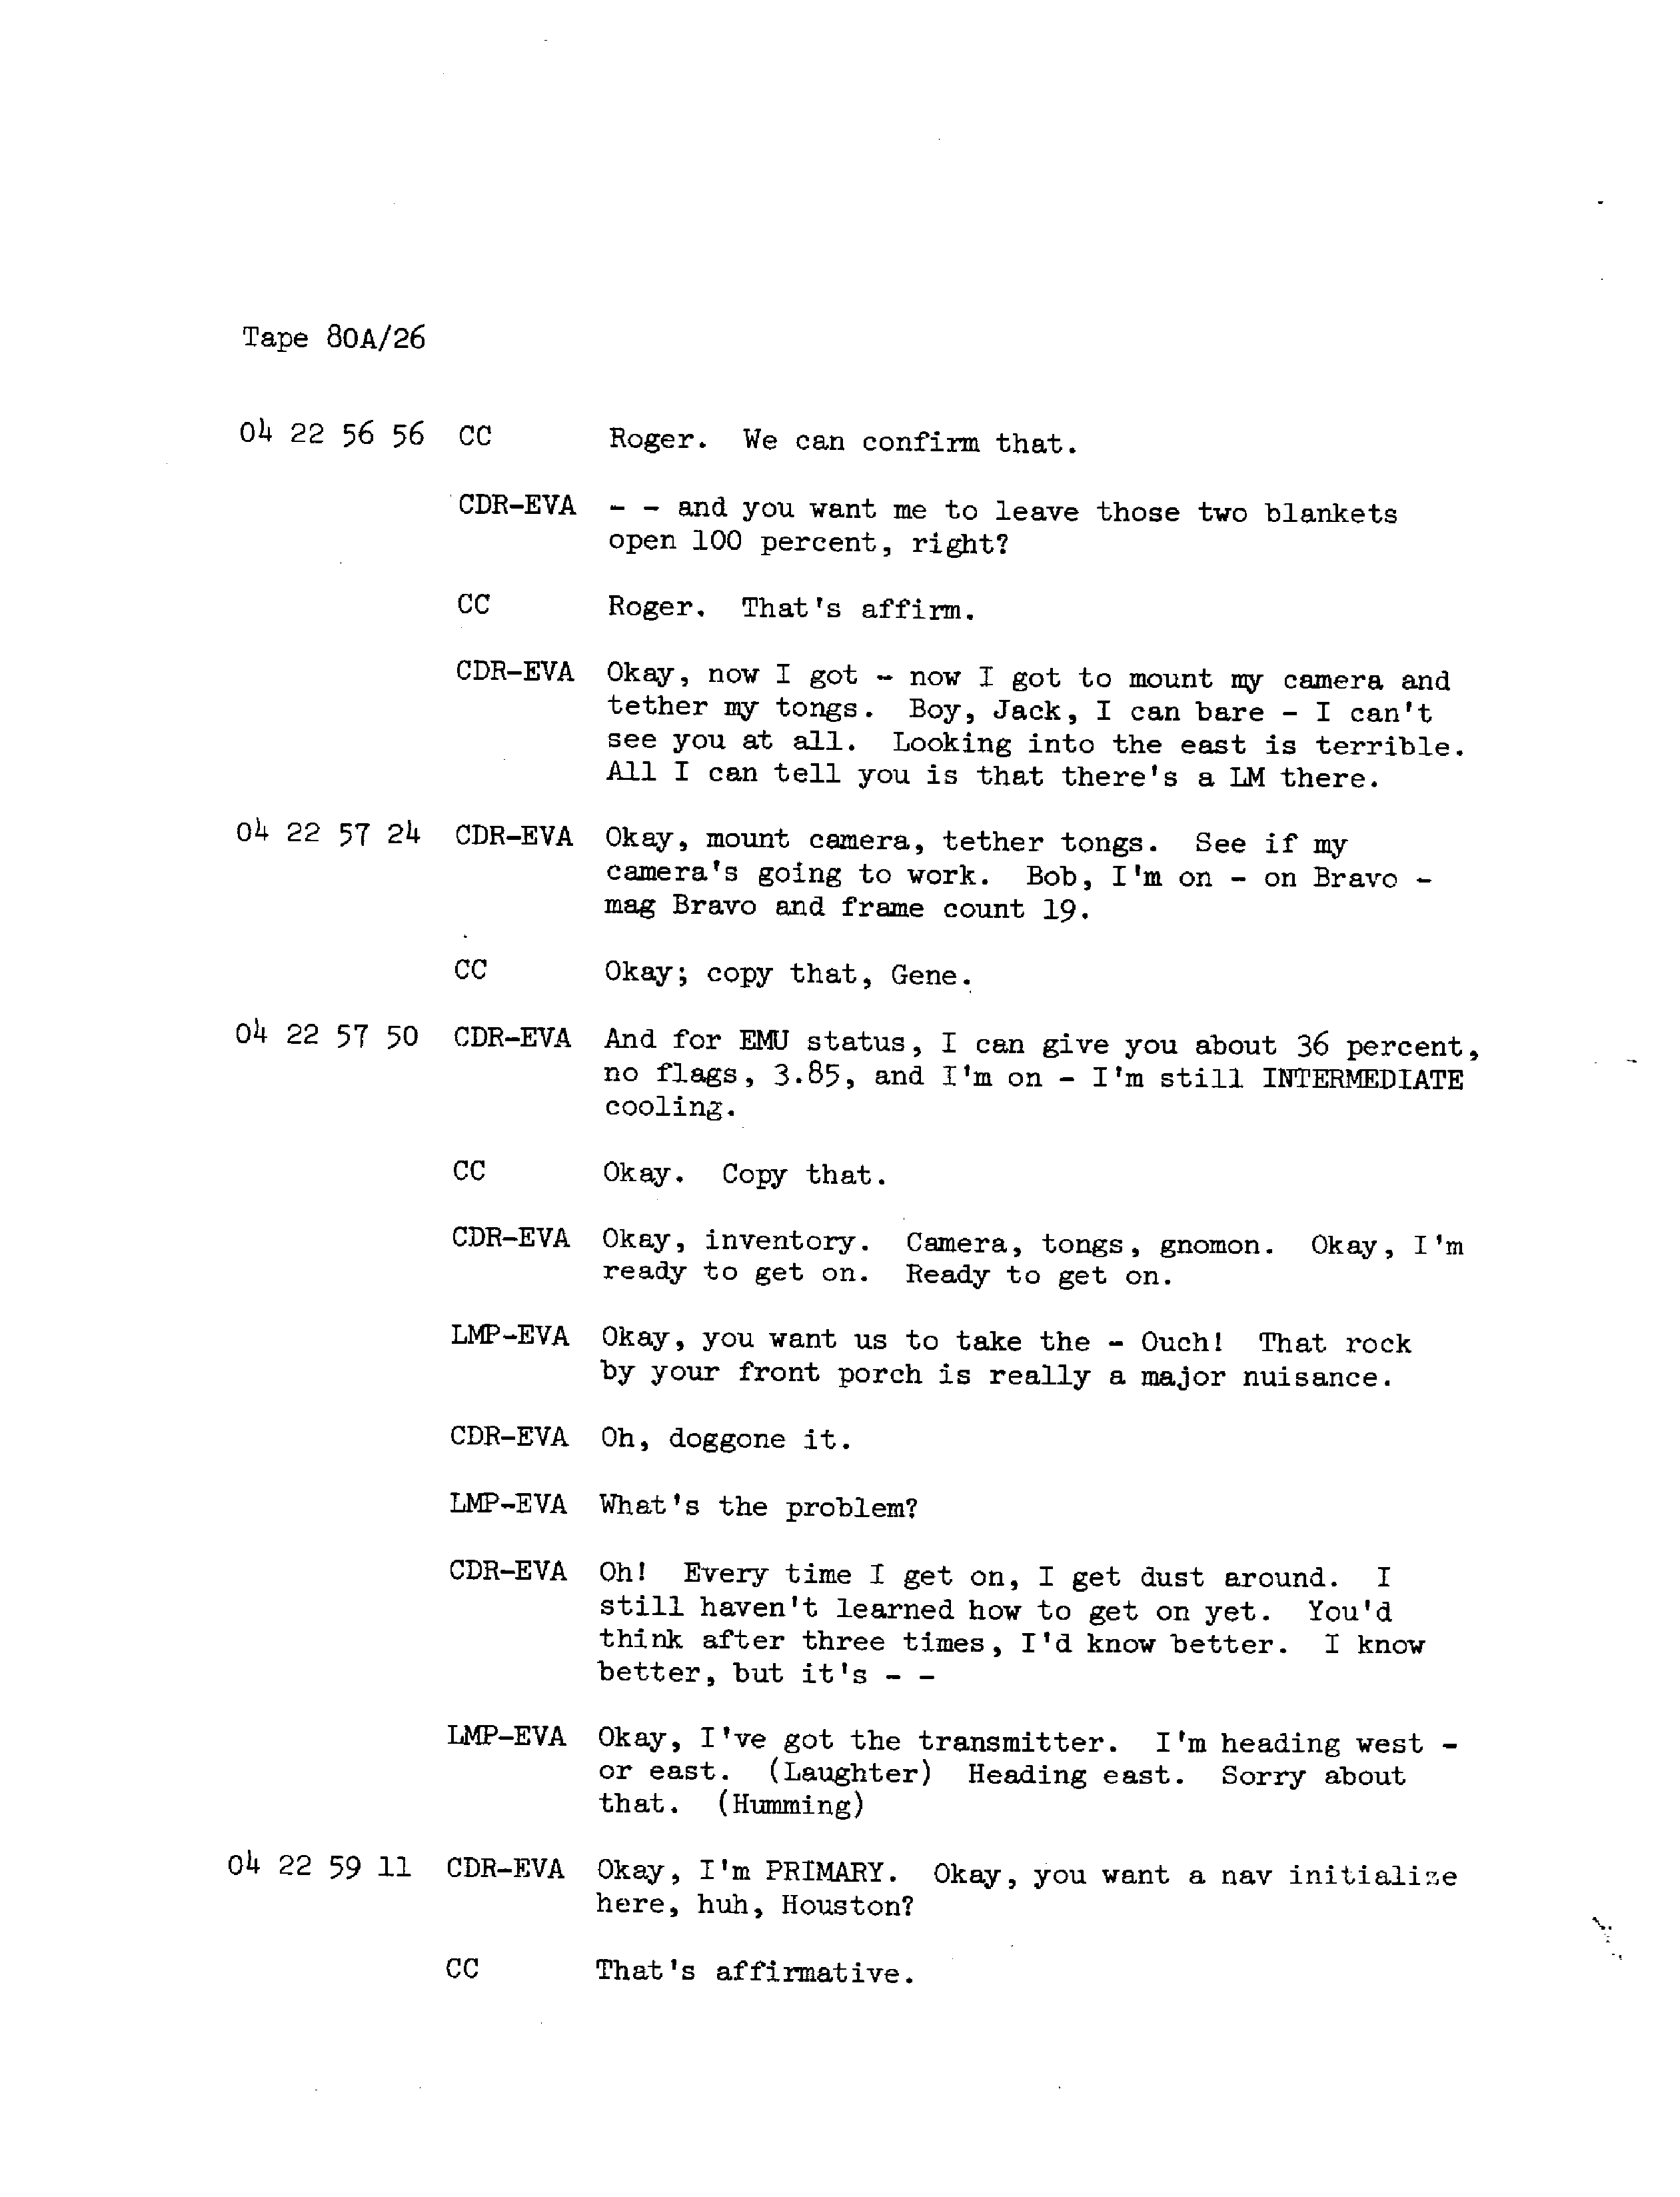 Tape 80A/26
04 22 56 56 CC Roger. We can confirm that.
CDR-EVA - - and you want me to leave those two blankets
open 100 percent, right?
CC Roger. That's affirm.
CDR-EVA Okay, now I got - now I got to mount my camera and
tether my tongs. Boy, Jack, I can bare - I can't
see you at all. Looking into the east is terrible.
All I can tell you is that there's a LM there.
04 22 57 24 CDR-EVA Okay, mount camera, tether tongs. See if my
camera's going to work. Bob, I'm on - on Bravo -
mag Bravo and frame count 19.
CC Okay; copy that, Gene.
04 22 57 50 CDR-EVA And for EMU status, I can give you about 36 percent,
no flags, 3.85, and I'm on - I'm still INTERMEDIATE
cooling.
CC Okay. Copy that.
CDR-EVA Okay, inventory. Camera, tongs, gnomon. Okay, I'm
ready to get on. Ready to get on.
LMP-EVA Okay, you want us to take the - Ouch! That rock
by your front porch is really a major nuisance.
CDR-EVA Oh, doggone it.
LMP-EVA What's the problem?
CDR-EVA Oh! Every time I get on, I get dust around. I
still haven't learned how to get on yet. You'd
think after three times, I'd know better. I know
better, but it's - -
LMP-EVA Okay, I've got the transmitter. I'm heading west -
or east. (Laughter) Heading east. Sorry about
that. (Humming)
04 22 59 11 CDR-EVA Okay, I'm PRIMARY. Okay, you want a nav initialize
here, huh, Houston?
CC That's affirmative.